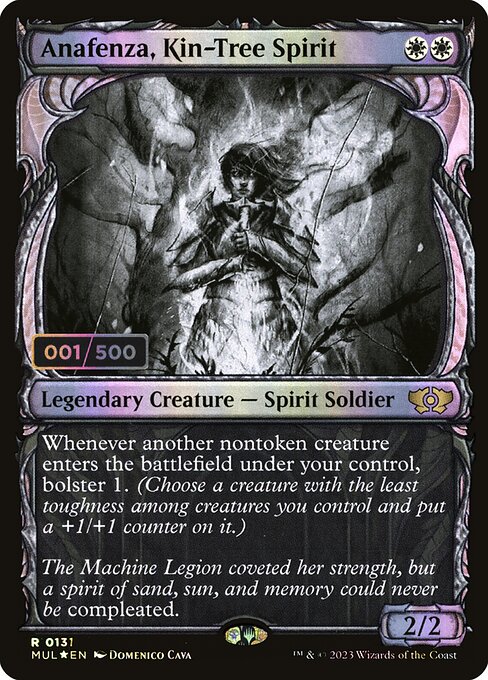 Anafenza, Kin-Tree Spirit
001/500
Legendary Creature — Spirit Soldier
Whenever another nontoken creature
enters the battlefield under your control,
bolster 1. (Choose a creature with the least
toughness among creatures you control and put
a +1/+1 counter on it.)
The Machine Legion coveted her strength, but
a spirit of sand, sun, and memory could never
be compleated.
2/2
R 0131
MUL★EN Domenico Cava
™ & © 2023 Wizards of the Coast